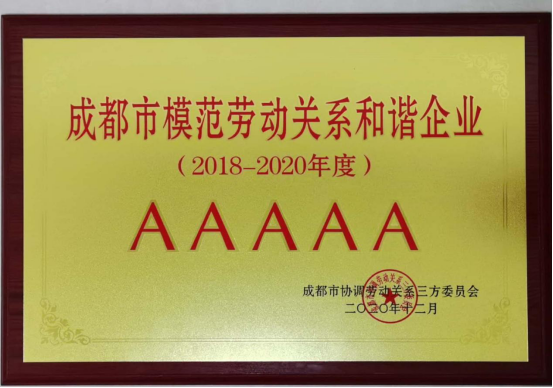 成都市模范劳动关系和谐企业
（2018-2020年度）
AAAAA
成都市协调劳动关系三方委员会
二〇二〇年十二月